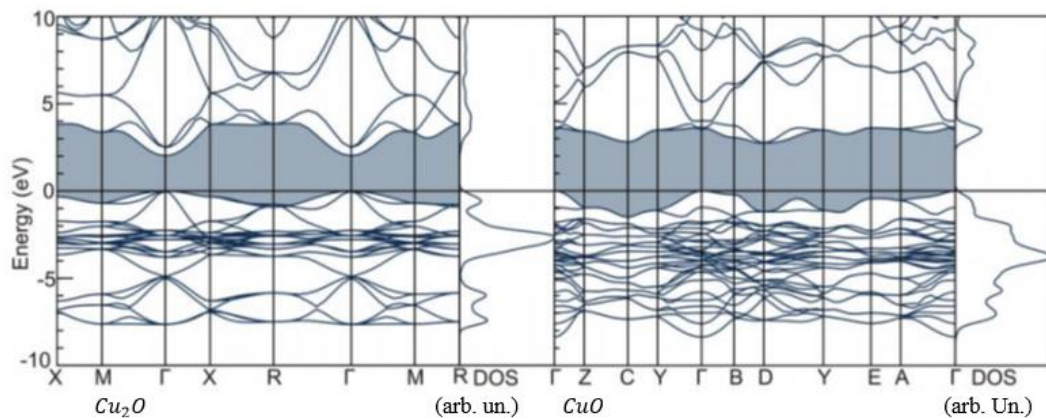 10
5
0
-5
-10
Energy (eV)
X M Γ X R Γ M R DOS Γ Z C Y Γ B D Y E A Γ DOS
Cu₂O (arb. un.) CuO (arb. Un.)